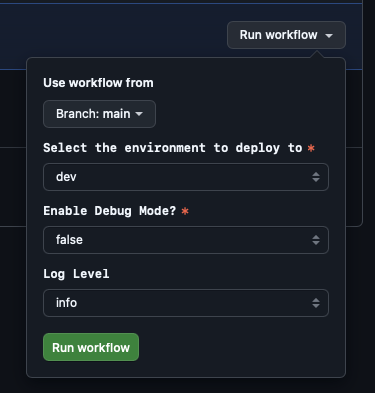 Run workflow
Use workflow from
Branch: main
Select the environment to deploy to *
dev
Enable Debug Mode? *
false
Log Level
info
Run workflow